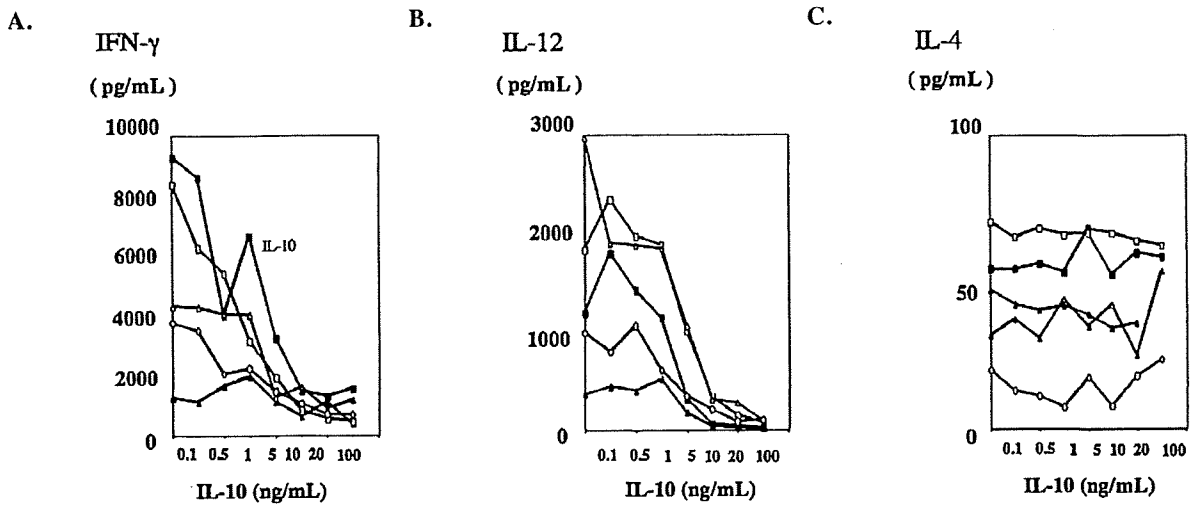 A.
IFN-γ
(pg/mL)
10000
8000
6000
4000
2000
0
IL-10
0.1 0.5 1 5 10 20 100
IL-10 (ng/mL)
B.
IL-12
(pg/mL)
3000
2000
1000
0
0.1 0.5 1 5 10 20 100
IL-10 (ng/mL)
C.
IL-4
(pg/mL)
100
50
0
0.1 0.5 1 5 10 20 100
IL-10 (ng/mL)